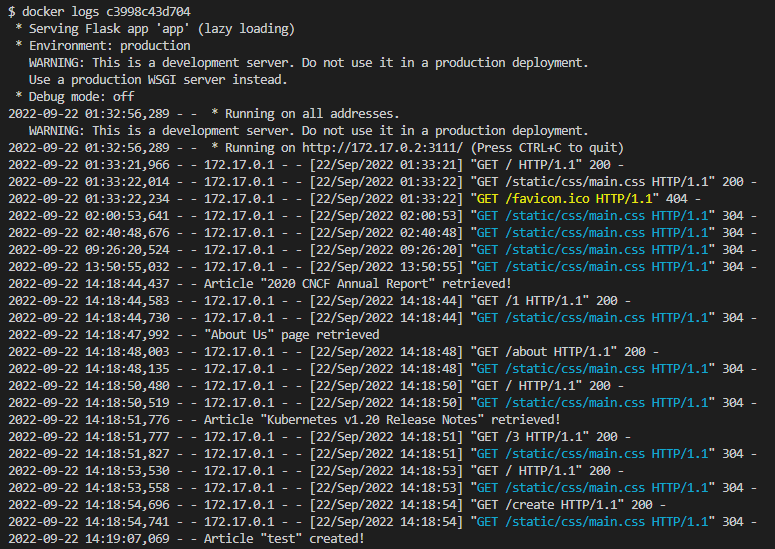 $ docker logs c3998c43d704
* Serving Flask app 'app' (lazy loading)
* Environment: production
WARNING: This is a development server. Do not use it in a production deployment.
Use a production WSGI server instead.
* Debug mode: off
2022-09-22 01:32:56,289 - -  * Running on all addresses.
WARNING: This is a development server. Do not use it in a production deployment.
2022-09-22 01:32:56,289 - -  * Running on http://172.17.0.2:3111/ (Press CTRL+C to quit)
2022-09-22 01:33:21,966 - - 172.17.0.1 - - [22/Sep/2022 01:33:21] "GET / HTTP/1.1" 200 -
2022-09-22 01:33:22,014 - - 172.17.0.1 - - [22/Sep/2022 01:33:22] "GET /static/css/main.css HTTP/1.1" 200 -
2022-09-22 01:33:22,234 - - 172.17.0.1 - - [22/Sep/2022 01:33:22] "GET /favicon.ico HTTP/1.1" 404 -
2022-09-22 02:00:53,641 - - 172.17.0.1 - - [22/Sep/2022 02:00:53] "GET /static/css/main.css HTTP/1.1" 304 -
2022-09-22 02:40:48,676 - - 172.17.0.1 - - [22/Sep/2022 02:40:48] "GET /static/css/main.css HTTP/1.1" 304 -
2022-09-22 09:26:20,524 - - 172.17.0.1 - - [22/Sep/2022 09:26:20] "GET /static/css/main.css HTTP/1.1" 304 -
2022-09-22 13:50:55,032 - - 172.17.0.1 - - [22/Sep/2022 13:50:55] "GET /static/css/main.css HTTP/1.1" 304 -
2022-09-22 14:18:44,437 - - Article "2020 CNCF Annual Report" retrieved!
2022-09-22 14:18:44,583 - - 172.17.0.1 - - [22/Sep/2022 14:18:44] "GET /1 HTTP/1.1" 200 -
2022-09-22 14:18:44,730 - - 172.17.0.1 - - [22/Sep/2022 14:18:44] "GET /static/css/main.css HTTP/1.1" 304 -
2022-09-22 14:18:47,992 - - "About Us" page retrieved
2022-09-22 14:18:48,003 - - 172.17.0.1 - - [22/Sep/2022 14:18:48] "GET /about HTTP/1.1" 200 -
2022-09-22 14:18:48,135 - - 172.17.0.1 - - [22/Sep/2022 14:18:48] "GET /static/css/main.css HTTP/1.1" 304 -
2022-09-22 14:18:50,480 - - 172.17.0.1 - - [22/Sep/2022 14:18:50] "GET / HTTP/1.1" 200 -
2022-09-22 14:18:50,519 - - 172.17.0.1 - - [22/Sep/2022 14:18:50] "GET /static/css/main.css HTTP/1.1" 304 -
2022-09-22 14:18:51,776 - - Article "Kubernetes v1.20 Release Notes" retrieved!
2022-09-22 14:18:51,777 - - 172.17.0.1 - - [22/Sep/2022 14:18:51] "GET /3 HTTP/1.1" 200 -
2022-09-22 14:18:51,827 - - 172.17.0.1 - - [22/Sep/2022 14:18:51] "GET /static/css/main.css HTTP/1.1" 304 -
2022-09-22 14:18:53,530 - - 172.17.0.1 - - [22/Sep/2022 14:18:53] "GET / HTTP/1.1" 200 -
2022-09-22 14:18:53,558 - - 172.17.0.1 - - [22/Sep/2022 14:18:53] "GET /static/css/main.css HTTP/1.1" 304 -
2022-09-22 14:18:54,696 - - 172.17.0.1 - - [22/Sep/2022 14:18:54] "GET /create HTTP/1.1" 200 -
2022-09-22 14:18:54,741 - - 172.17.0.1 - - [22/Sep/2022 14:18:54] "GET /static/css/main.css HTTP/1.1" 304 -
2022-09-22 14:19:07,069 - - Article "test" created!